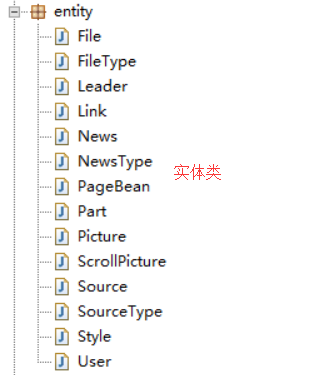 entity
File
FileType
Leader
Link
News
NewsType
实体类
PageBean
Part
Picture
ScrollPicture
Source
SourceType
Style
User